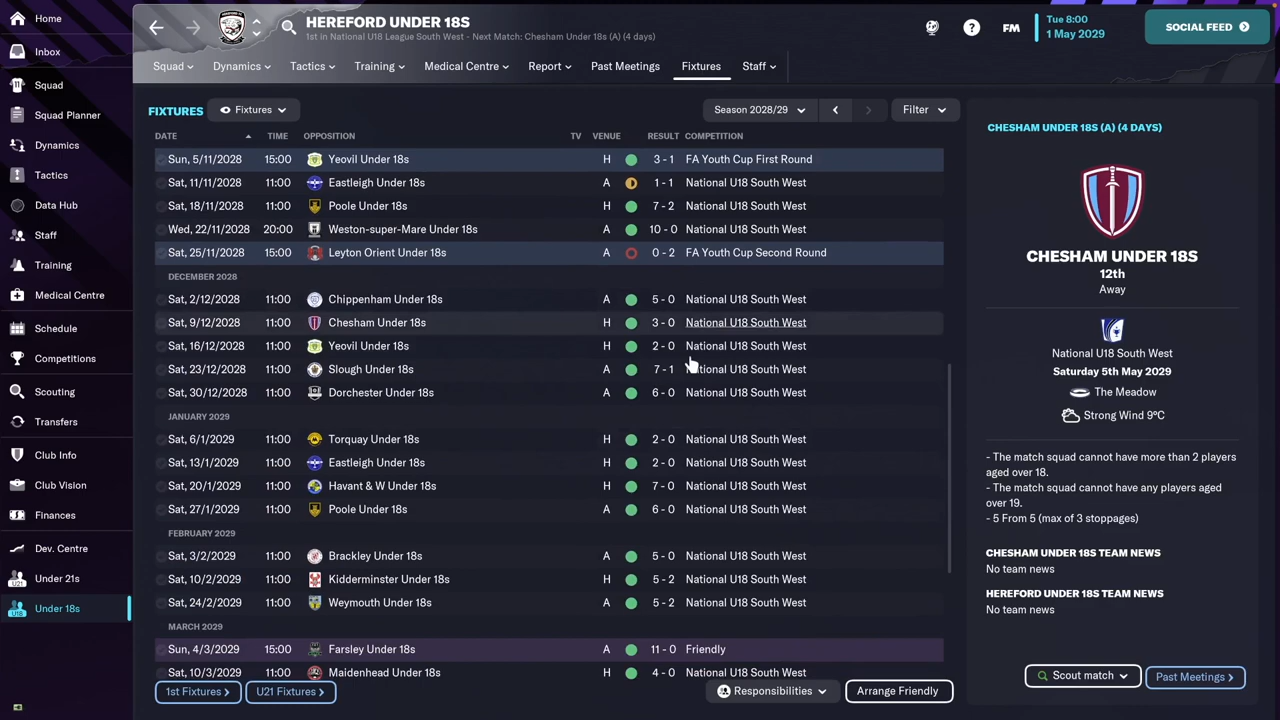 Home
Inbox
Squad
Squad Planner
Dynamics
Tactics
Data Hub
Staff
Training
Medical Centre
Schedule
Competitions
Scouting
Transfers
Club Info
Club Vision
Finances
Dev. Centre
U21 Under 21s
U18 Under 18s
HEREFORD UNDER 18S
1st in National U18 League South West - Next Match: Chesham Under 18s (A) (4 days)
? FM Tue 8:00
1 May 2029
SOCIAL FEED
Squad Dynamics Tactics Training Medical Centre Report Past Meetings Fixtures Staff
FIXTURES Fixtures Season 2028/29 Filter
DATE TIME OPPOSITION TV VENUE RESULT COMPETITION
Sun, 5/11/2028 15:00 Yeovil Under 18s H 3 - 1 FA Youth Cup First Round
Sat, 11/11/2028 11:00 Eastleigh Under 18s A 1 - 1 National U18 South West
Sat, 18/11/2028 11:00 Poole Under 18s H 7 - 2 National U18 South West
Wed, 22/11/2028 20:00 Weston-super-Mare Under 18s A 10 - 0 National U18 South West
Sat, 25/11/2028 15:00 Leyton Orient Under 18s A 0 - 2 FA Youth Cup Second Round
DECEMBER 2028
Sat, 2/12/2028 11:00 Chippenham Under 18s A 5 - 0 National U18 South West
Sat, 9/12/2028 11:00 Chesham Under 18s H 3 - 0 National U18 South West
Sat, 16/12/2028 11:00 Yeovil Under 18s H 2 - 0 National U18 South West
Sat, 23/12/2028 11:00 Slough Under 18s A 7 - 1 National U18 South West
Sat, 30/12/2028 11:00 Dorchester Under 18s A 6 - 0 National U18 South West
JANUARY 2029
Sat, 6/1/2029 11:00 Torquay Under 18s H 2 - 0 National U18 South West
Sat, 13/1/2029 11:00 Eastleigh Under 18s H 2 - 0 National U18 South West
Sat, 20/1/2029 11:00 Havant & W Under 18s H 7 - 0 National U18 South West
Sat, 27/1/2029 11:00 Poole Under 18s A 6 - 0 National U18 South West
FEBRUARY 2029
Sat, 3/2/2029 11:00 Brackley Under 18s A 5 - 0 National U18 South West
Sat, 10/2/2029 11:00 Kidderminster Under 18s H 5 - 2 National U18 South West
Sat, 24/2/2029 11:00 Weymouth Under 18s A 5 - 2 National U18 South West
MARCH 2029
Sun, 4/3/2029 15:00 Farsley Under 18s A 11 - 0 Friendly
Sat, 10/3/2029 11:00 Maidenhead Under 18s H 4 - 0 National U18 South West
1st Fixtures U21 Fixtures Responsibilities Arrange Friendly
CHESHAM UNDER 18S (A) (4 DAYS)
CHESHAM UNDER 18S
12th
Away
National U18 South West
Saturday 5th May 2029
The Meadow
Strong Wind 9ºC
- The match squad cannot have more than 2 players
aged over 18.
- The match squad cannot have any players aged
over 19.
- 5 From 5 (max of 3 stoppages)
CHESHAM UNDER 18S TEAM NEWS
No team news
HEREFORD UNDER 18S TEAM NEWS
No team news
Scout match Past Meetings